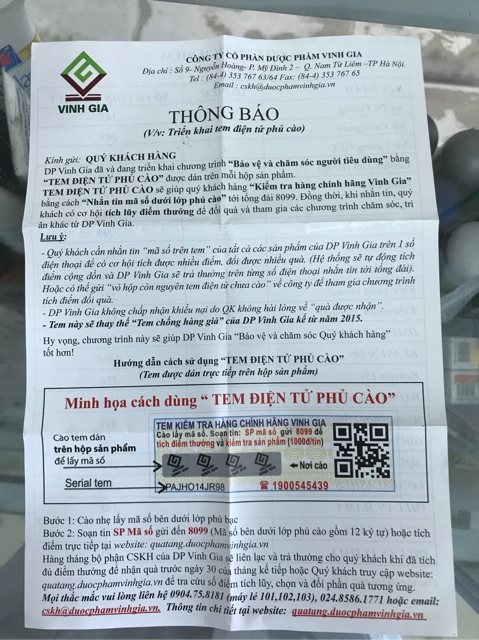 CÔNG TY CỔ PHẦN DƯỢC PHẨM VINH GIA
Địa chỉ : Số 9- Nguyễn Hoàng- P. Mỹ Đình 2 – Q. Nam Từ Liêm –TP Hà Nội.
Tel : (84-4) 353 767 63/64 Fax: (84-4) 353 767 65
Email : cskh@duocphamvinhgia.vn
VINH GIA
THÔNG BÁO
(V/v: Triển khai tem điện tử phủ cào)
Kính gửi: QUÝ KHÁCH HÀNG
DP Vinh Gia đã và đang triển khai chương trình “Bảo vệ và chăm sóc người tiêu dùng” bằng
“TEM ĐIỆN TỬ PHỦ CÀO” được dán trên mỗi hộp sản phẩm.
TEM ĐIỆN TỬ PHỦ CÀO sẽ giúp quý khách hàng “Kiểm tra hàng chính hãng Vinh Gia”
bằng cách “Nhắn tin mã số dưới lớp phủ cào” tới tổng đài 8099. Đồng thời, khi nhắn tin, quý
khách có cơ hội tích lũy điểm thưởng để đổi quà và tham gia các chương trình chăm sóc, tri
ân khác từ DP Vinh Gia.
Lưu ý:
- Quý khách cần nhắn tin “mã số trên tem” của tất cả các sản phẩm của DP Vinh Gia trên 1 số
điện thoại để có cơ hội tích được nhiều điểm, đổi được nhiều quà. (Hệ thống sẽ tự động tích
điểm cộng dồn và DP Vinh Gia sẽ trả thưởng trên từng số điện thoại nhắn tin tới tổng đài).
Hoặc có thể gửi “vỏ hộp còn nguyên tem điện tử chưa cào” về công ty để tham gia chương trình
tích điểm đổi quà.
- DP Vinh Gia không chấp nhận khiếu nại do QK không hài lòng về “quà được nhận”.
- Tem này sẽ thay thế “Tem chống hàng giả” của DP Vinh Gia kể từ năm 2015.
Hy vọng, chương trình này sẽ giúp DP Vinh Gia “Bảo vệ và chăm sóc Quý khách hàng”
tốt hơn!
Hướng dẫn cách sử dụng “TEM ĐIỆN TỬ PHỦ CÀO”
(Tem được dán trực tiếp trên hộp sản phẩm)
Minh họa cách dùng “ TEM ĐIỆN TỬ PHỦ CÀO”
Cào tem dán
trên hộp sản phẩm
để lấy mã số
Serial tem
TEM KIỂM TRA HÀNG CHÍNH HÃNG VINH GIA
Cào lấy mã số. Soạn tin: SP mã số gửi 8099 để
tích điểm thưởng và kiểm tra sản phẩm (1000đ/tin)
Nơi cào
PAJHO14JR98
1900545439
Bước 1: Cào nhẹ lấy mã số bên dưới lớp phủ bạc
Bước 2: Soạn tin SP Mã số gửi đến 8099 (Mã số bên dưới lớp phủ cào gồm 12 ký tự) hoặc tích
điểm trực tiếp tại website: quatang.duocphamvinhgia.vn
Hàng tháng bộ phận CSKH của DP Vinh Gia sẽ liên lạc và trả thưởng cho quý khách khi đã tích
đủ điểm thưởng để nhận quà trước ngày 30 của tháng kế tiếp hoặc Quý khách truy cập website:
quatang.duocphamvinhgia.vn để tra cứu số điểm tích lũy, chọn và đổi phần quà tương ứng.
Mọi thắc mắc vui lòng liên hệ 0904.75.8181 (máy lẻ 101,102,103), 024.8586.1771 hoặc email:
cskh@duocphamvinhgia.vn. Thông tin chi tiết tại website: quatang.duocphamvinhgia.vn